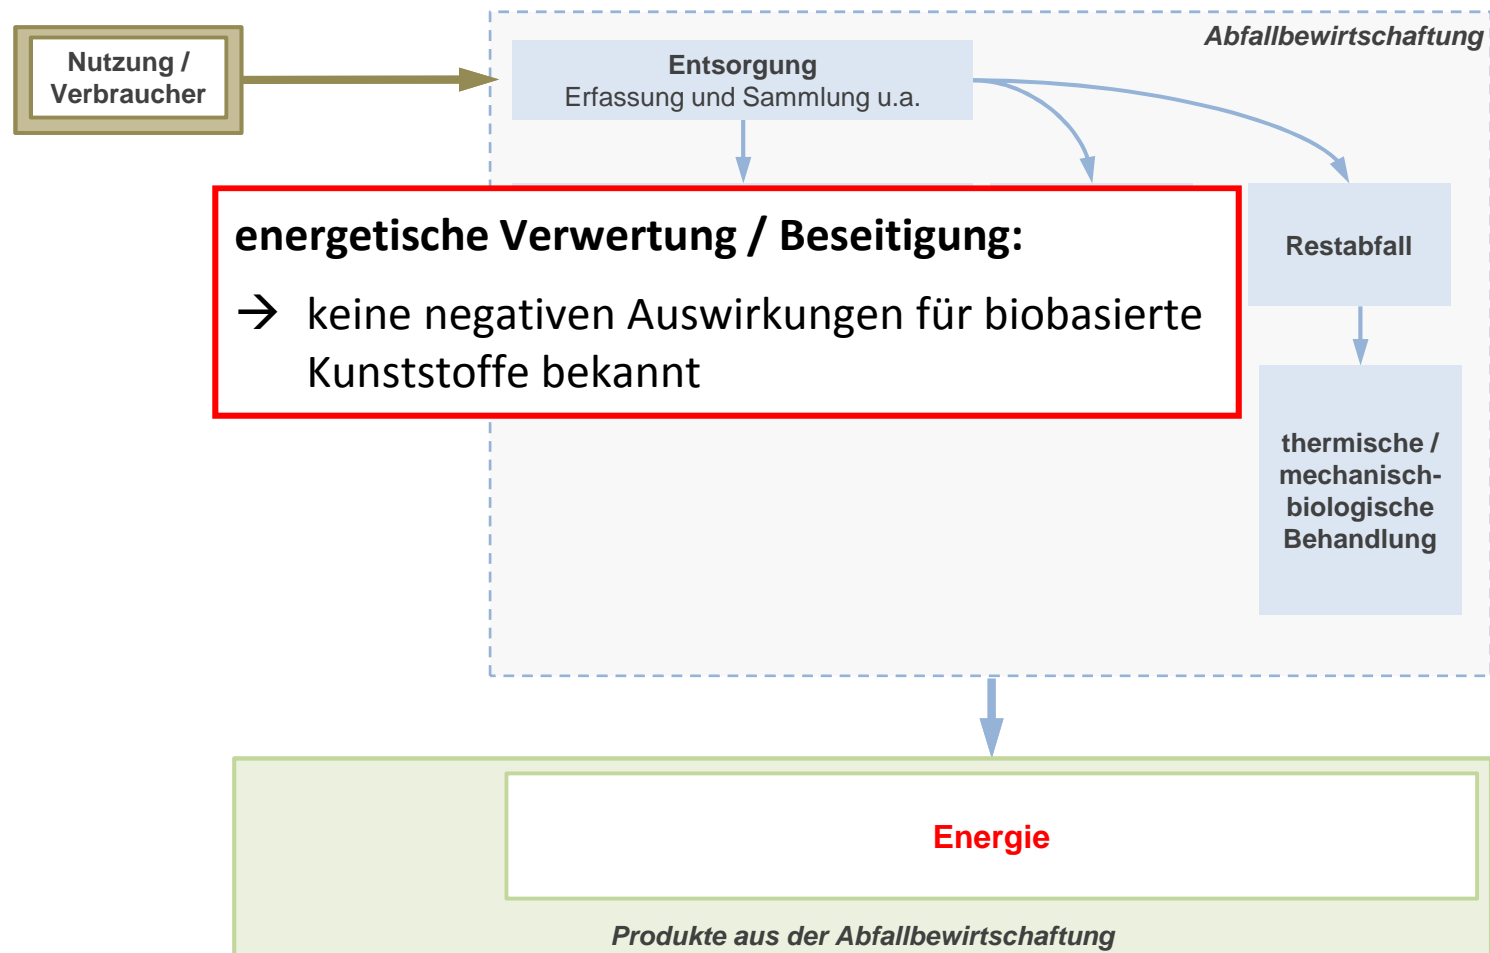 Abfallbewirtschaftung
Nutzung /
Verbraucher
Entsorgung
Erfassung und Sammlung u.a.
energetische Verwertung / Beseitigung:
→ keine negativen Auswirkungen für biobasierte
Kunststoffe bekannt
Restabfall
thermische /
mechanisch-
biologische
Behandlung
Energie
Produkte aus der Abfallbewirtschaftung